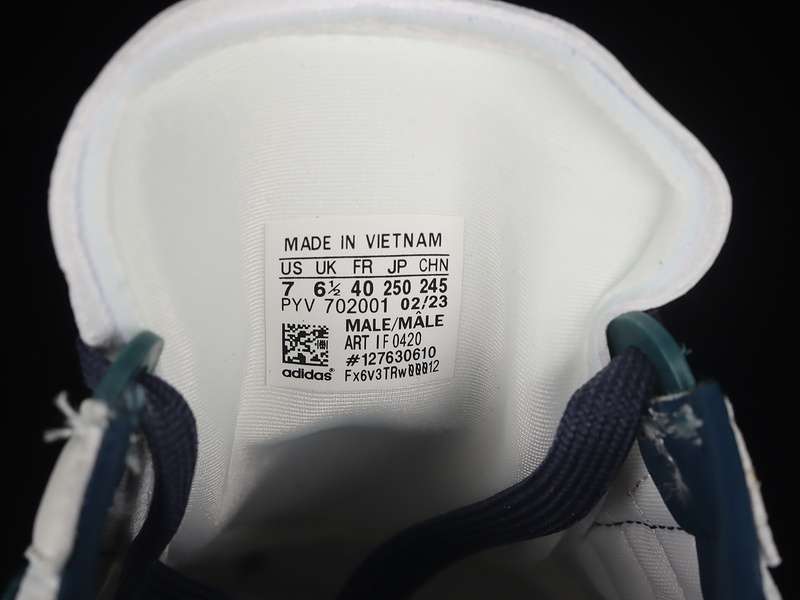 MADE IN VIETNAM
US UK FR JP CHN
7 6½ 40 250 245
PYV 702001 02/23
MALE/MÂLE
ART IF0420
#127630610
adidas® Fx6v3TRw00012